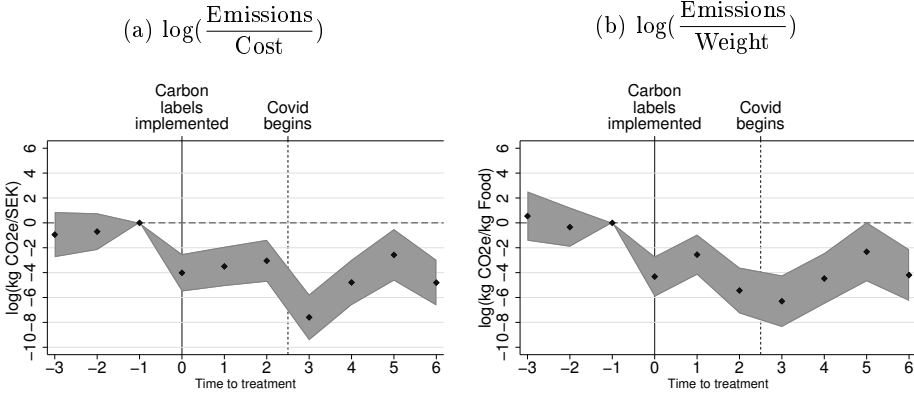 (a) log(Emissions/Cost)
Carbon
labels
implemented
Covid
begins
log(kg CO2e/SEK)
6
4
2
0
−2
−4
−6
−8
−10
−3 −2 −1 0 1 2 3 4 5 6
Time to treatment
(b) log(Emissions/Weight)
Carbon
labels
implemented
Covid
begins
log(kg CO2e/kg Food)
6
4
2
0
−2
−4
−6
−8
−10
−3 −2 −1 0 1 2 3 4 5 6
Time to treatment